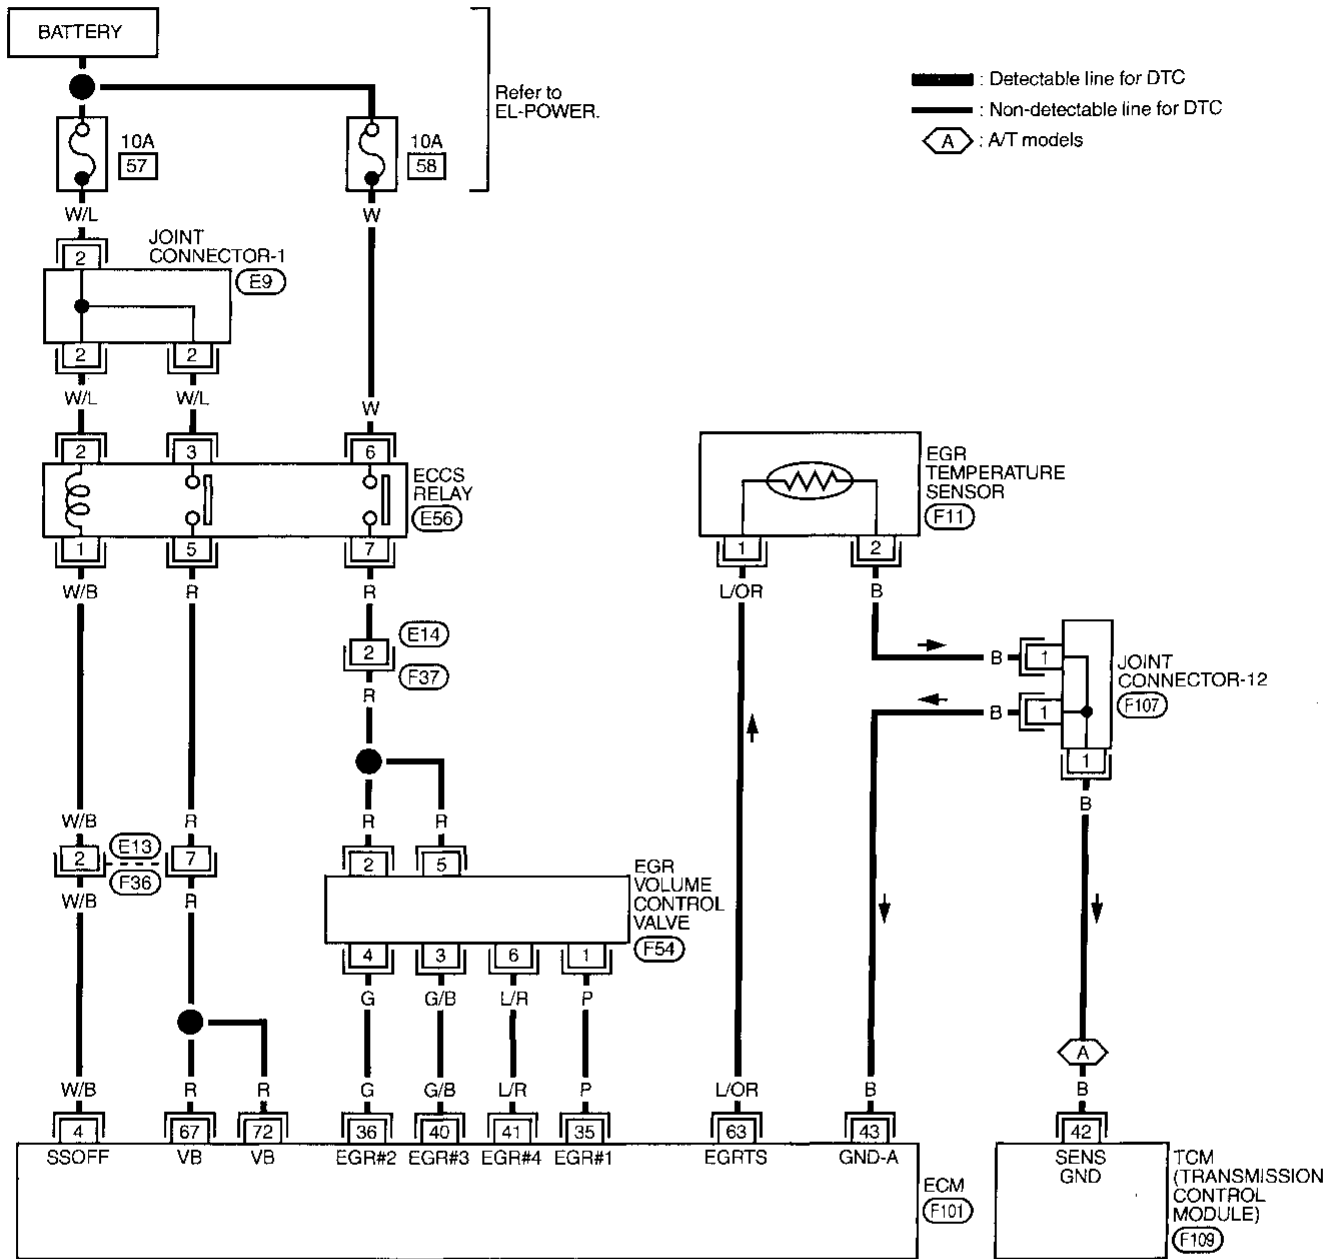 BATTERY
Refer to
EL-POWER.
: Detectable line for DTC
: Non-detectable line for DTC
A : A/T models
10A
57
10A
58
W/L
W
JOINT
CONNECTOR-1
E9
2
2
2
W/L
W/L
W
2
3
6
ECCS
RELAY
E56
1
5
7
W/B
R
R
EGR
TEMPERATURE
SENSOR
F11
1
2
L/OR
B
E14
2
F37
R
B
1
JOINT
CONNECTOR-12
F107
B
1
1
B
W/B
R
R
R
2
E13
7
F36
W/B
R
2
5
EGR
VOLUME
CONTROL
VALVE
F54
4
3
6
1
G
G/B
L/R
P
A
W/B
R
R
G
G/B
L/R
P
L/OR
B
B
4
67
72
36
40
41
35
63
43
42
SSOFF
VB
VB
EGR#2
EGR#3
EGR#4
EGR#1
EGRTS
GND-A
SENS
GND
ECM
F101
TCM
(TRANSMISSION
CONTROL
MODULE)
F109